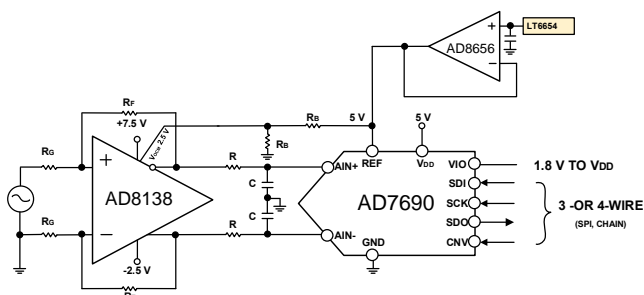 LT6654
+
AD8656
−
RF
+7.5 V
VOCM 2.5 V
RB
5 V
5 V
RB
RG
+
R
AIN+
REF
VDD
VIO
1.8 V TO VDD
SDI
C
AD8138
AD7690
SCK
3 -OR 4-WIRE
C
SDO
(SPI, CHAIN)
RG
−
R
AIN-
GND
CNV
-2.5 V